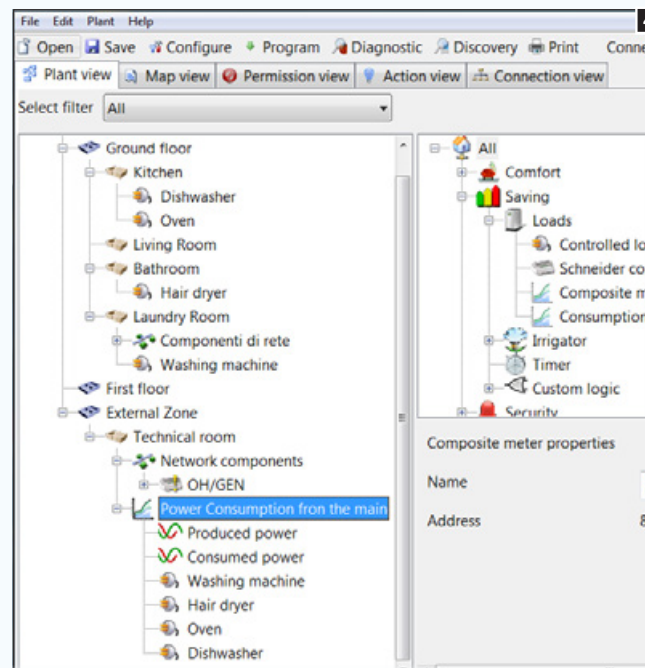 File Edit Plant Help
Open Save Configure Program Diagnostic Discovery Print
Plant view Map view Permission view Action view Connection view
Select filter All
Ground floor
Kitchen
Dishwasher
Oven
Living Room
Bathroom
Hair dryer
Laundry Room
Componenti di rete
Washing machine
First floor
External Zone
Technical room
Network components
OH/GEN
Power Consumption fron the main
Produced power
Consumed power
Washing machine
Hair dryer
Oven
Dishwasher
All
Comfort
Saving
Loads
Controlled lo
Schneider co
Composite m
Consumption
Irrigator
Timer
Custom logic
Security
Composite meter properties
Name
Address 8